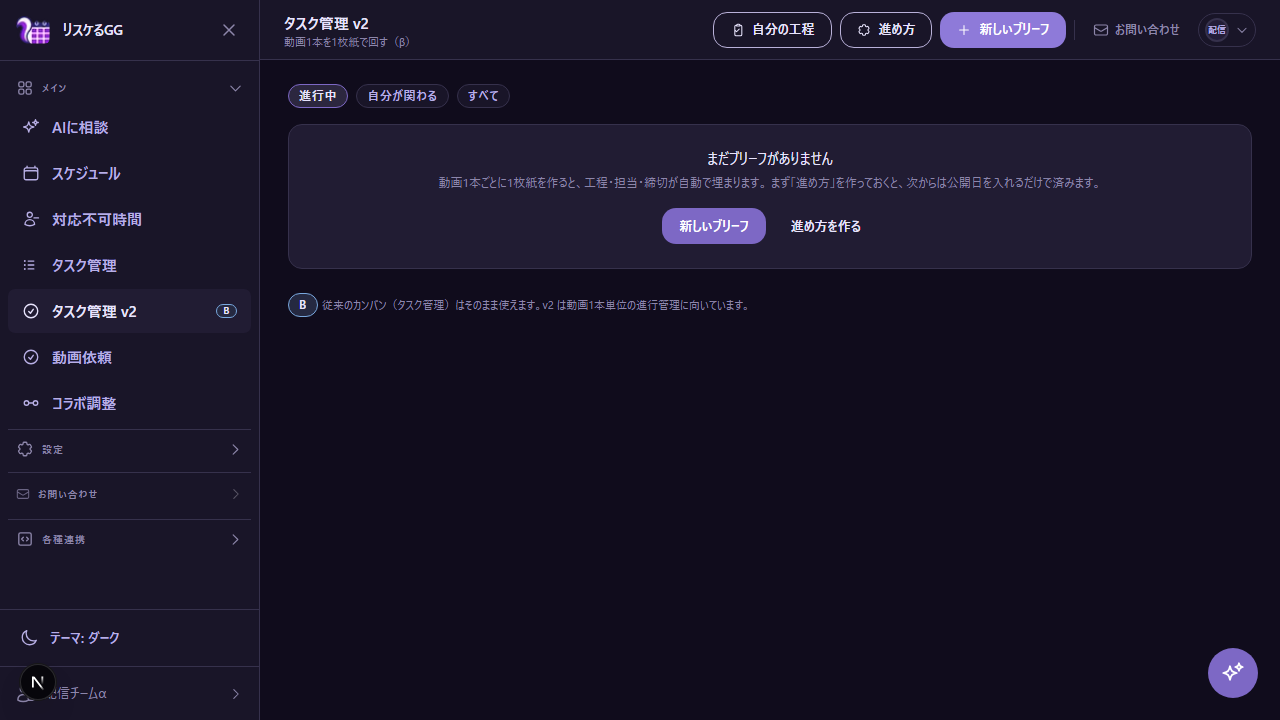 リスケるGG
メイン
AIに相談
スケジュール
対応不可時間
タスク管理
タスク管理 v2
B
動画依頼
コラボ調整
設定
お問い合わせ
各種連携
テーマ: ダーク
N
配信チームα
タスク管理 v2
動画1本を1枚紙で回す（β）
自分の工程
進め方
新しいブリーフ
お問い合わせ
配信
進行中
自分が関わる
すべて
まだブリーフがありません
動画1本ごとに1枚紙を作ると、工程・担当・締切が自動で埋まります。まず「進め方」を作っておくと、次からは公開日を入れるだけで済みます。
新しいブリーフ
進め方を作る
B 従来のカンバン（タスク管理）はそのまま使えます。v2 は動画1本単位の進行管理に向いています。